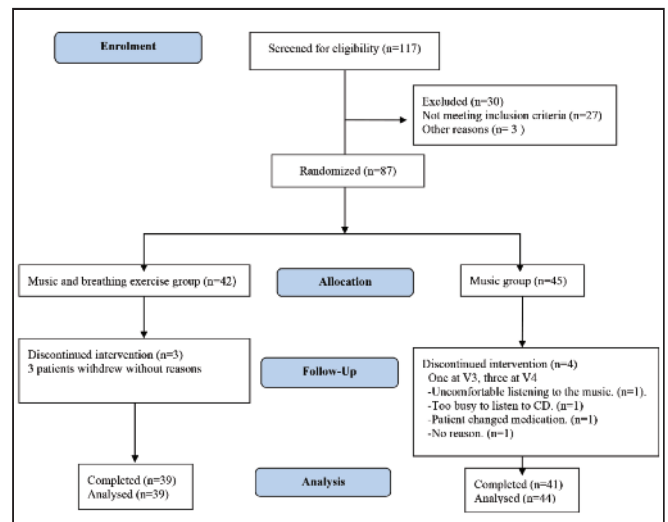 Enrolment
Screened for eligibility (n=117)
Excluded (n=30)
Not meeting inclusion criteria (n=27)
Other reasons (n= 3 )
Randomized (n=87)
Music and breathing exercise group (n=42)
Allocation
Music group (n=45)
Discontinued intervention (n=3)
3 patients withdrew without reasons
Follow-Up
Discontinued intervention (n=4)
One at V3, three at V4
-Uncomfortable listening to the music. (n=1).
-Too busy to listen to CD. (n=1)
-Patient changed medication. (n=1)
-No reason. (n=1)
Completed (n=39)
Analysed (n=39)
Analysis
Completed (n=41)
Analysed (n=44)